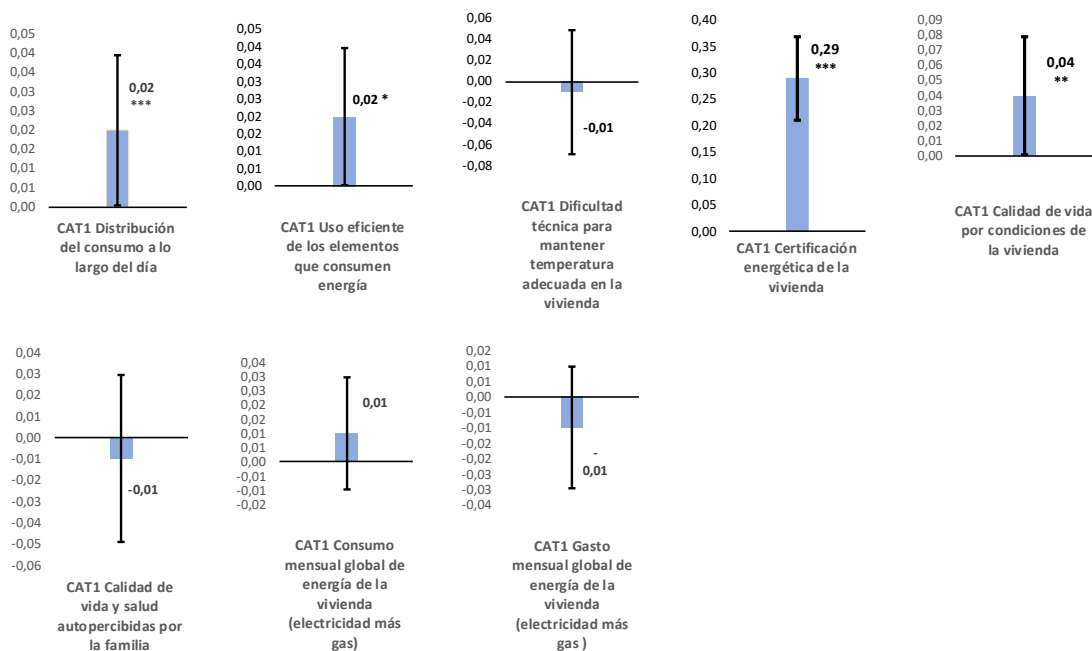 0,05
0,04
0,04
0,03
0,03
0,02
0,02
0,01
0,01
0,00
0,02
***
CAT1 Distribución
del consumo a lo
largo del día
0,05
0,04
0,04
0,03
0,03
0,02
0,02
0,01
0,01
0,00
0,02 *
CAT1 Uso eficiente
de los elementos
que consumen
energía
0,06
0,04
0,02
0,00
-0,02
-0,04
-0,06
-0,08
-0,01
CAT1 Dificultad
técnica para
mantener
temperatura
adecuada en la
vivienda
0,40
0,35
0,30
0,25
0,20
0,15
0,10
0,05
0,00
0,29
***
CAT1 Certificación
energética de la
vivienda
0,09
0,08
0,07
0,06
0,05
0,04
0,03
0,02
0,01
0,00
0,04
**
CAT1 Calidad de vida
por condiciones de
la vivienda
0,04
0,03
0,02
0,01
0,00
-0,01
-0,02
-0,03
-0,04
-0,05
-0,06
-0,01
CAT1 Calidad de
vida y salud
autopercibidas por
la familia
0,04
0,03
0,03
0,02
0,02
0,01
0,01
0,00
-0,01
-0,01
-0,02
0,01
CAT1 Consumo
mensual global de
energía de la
vivienda
(electricidad más
gas)
0,02
0,01
0,01
0,00
-0,01
-0,01
-0,02
-0,02
-0,03
-0,03
-0,04
-
0,01
CAT1 Gasto
mensual global de
energía de la
vivienda
(electricidad más
gas )